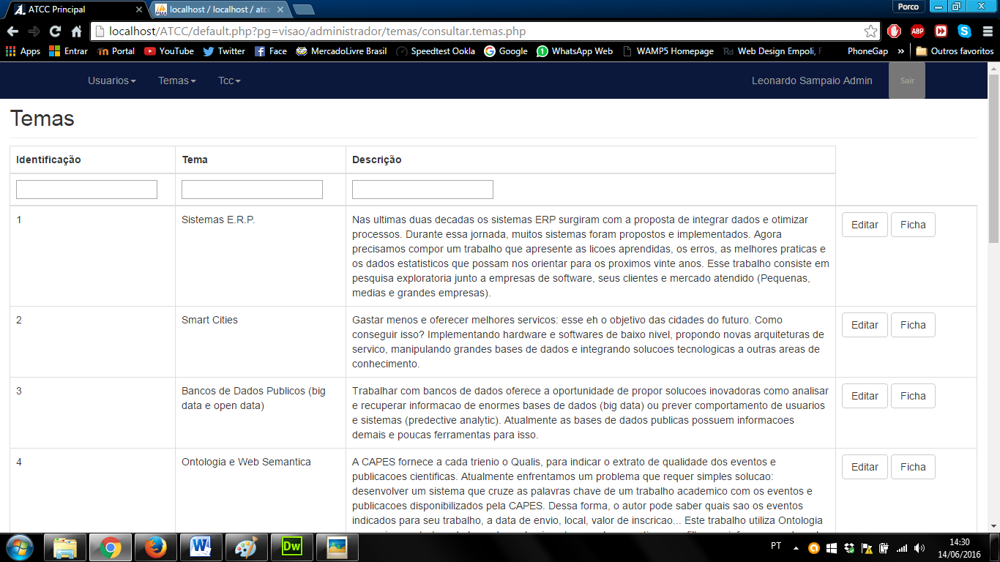 ATCC Principal
localhost / localhost / atcc
Porco
localhost/ATCC/default.php?pg=visao/administrador/temas/consultar.temas.php
ABP
Apps Entrar Portal YouTube Twitter Face MercadoLivre Brasil Speedtest Ookla Google WhatsApp Web WAMP5 Homepage Rd Web Design Empoli, PhoneGap » Outros favoritos
Usuarios Temas Tcc Leonardo Sampaio Admin Sair
Temas
Identificação Tema Descrição
1 Sistemas E.R.P. Nas ultimas duas decadas os sistemas ERP surgiram com a proposta de integrar dados e otimizar Editar Ficha
processos. Durante essa jornada, muitos sistemas foram propostos e implementados. Agora
precisamos compor um trabalho que apresente as licoes aprendidas, os erros, as melhores praticas e
os dados estatisticos que possam nos orientar para os proximos vinte anos. Esse trabalho consiste em
pesquisa exploratoria junto a empresas de software, seus clientes e mercado atendido (Pequenas,
medias e grandes empresas).
2 Smart Cities Gastar menos e oferecer melhores servicos: esse eh o objetivo das cidades do futuro. Como Editar Ficha
conseguir isso? Implementando hardware e softwares de baixo nivel, propondo novas arquiteturas de
servico, manipulando grandes bases de dados e integrando solucoes tecnologicas a outras areas de
conhecimento.
3 Bancos de Dados Publicos (big Trabalhar com bancos de dados oferece a oportunidade de propor solucoes inovadoras como analisar Editar Ficha
data e open data) e recuperar informacao de enormes bases de dados (big data) ou prever comportamento de usuarios
e sistemas (predective analytic). Atualmente as bases de dados publicas possuem informacoes
demais e poucas ferramentas para isso.
4 Ontologia e Web Semantica A CAPES fornece a cada trienio o Qualis, para indicar o extrato de qualidade dos eventos e Editar Ficha
publicacoes cientificas. Atualmente enfrentamos um problema que requer simples solucao:
desenvolver um sistema que cruze as palavras chave de um trabalho academico com os eventos e
publicacoes disponibilizados pela CAPES. Dessa forma, o autor pode saber quais sao os eventos
indicados para seu trabalho, a data de envio, local, valor de inscricao... Este trabalho utiliza Ontologia
Dw
PT
14:30
14/06/2016